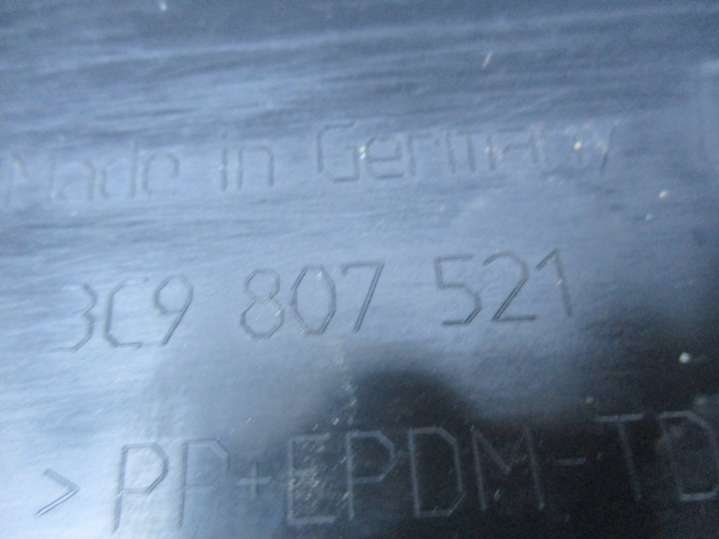 Made in Germany
3C9 807 521
>PP+EPDM-TD